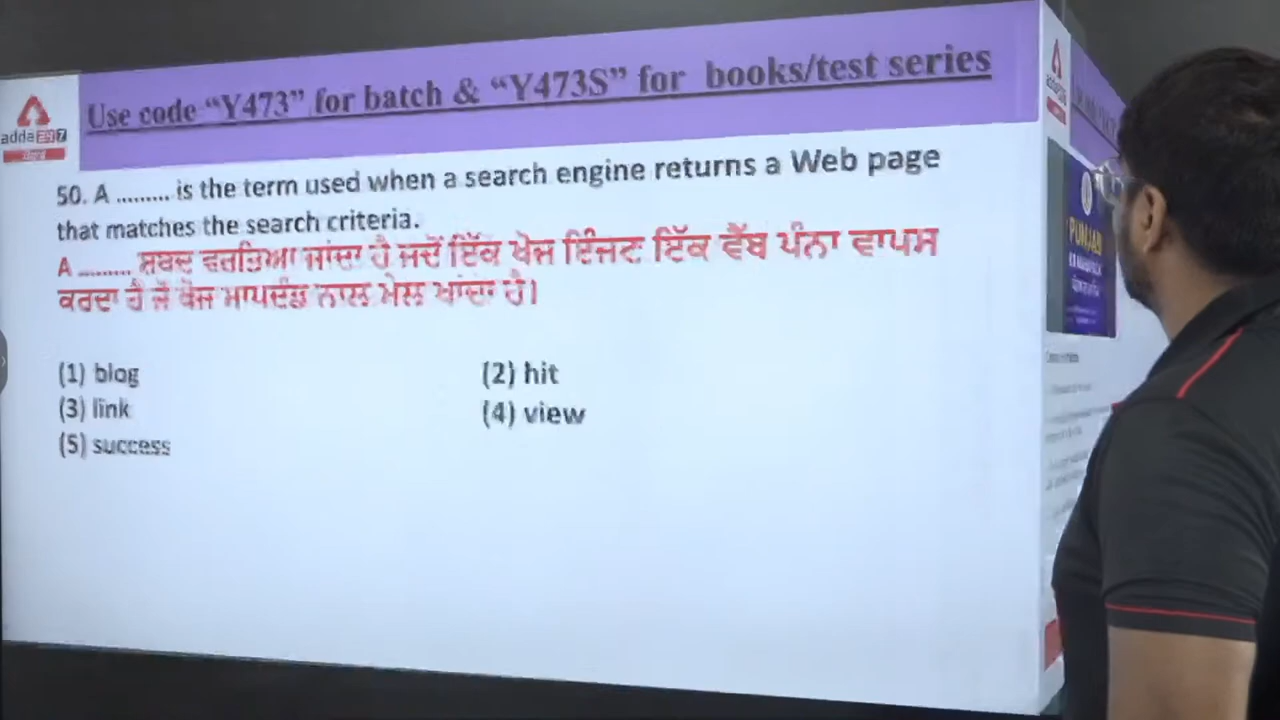 Use code “Y473” for batch & “Y473S” for books/test series
adda247
ਪੰਜਾਬੀ
50. A ......... is the term used when a search engine returns a Web page
that matches the search criteria.
A ......... ਸ਼ਬਦ ਵਰਤਿਆ ਜਾਂਦਾ ਹੈ ਜਦੋਂ ਇੱਕ ਖੋਜ ਇੰਜਣ ਇੱਕ ਵੈੱਬ ਪੰਨਾ ਵਾਪਸ
ਕਰਦਾ ਹੈ ਜੋ ਖੋਜ ਮਾਪਦੰਡ ਨਾਲ ਮੇਲ ਖਾਂਦਾ ਹੈ।
(1) blog
(2) hit
(3) link
(4) view
(5) success
PUNJAB